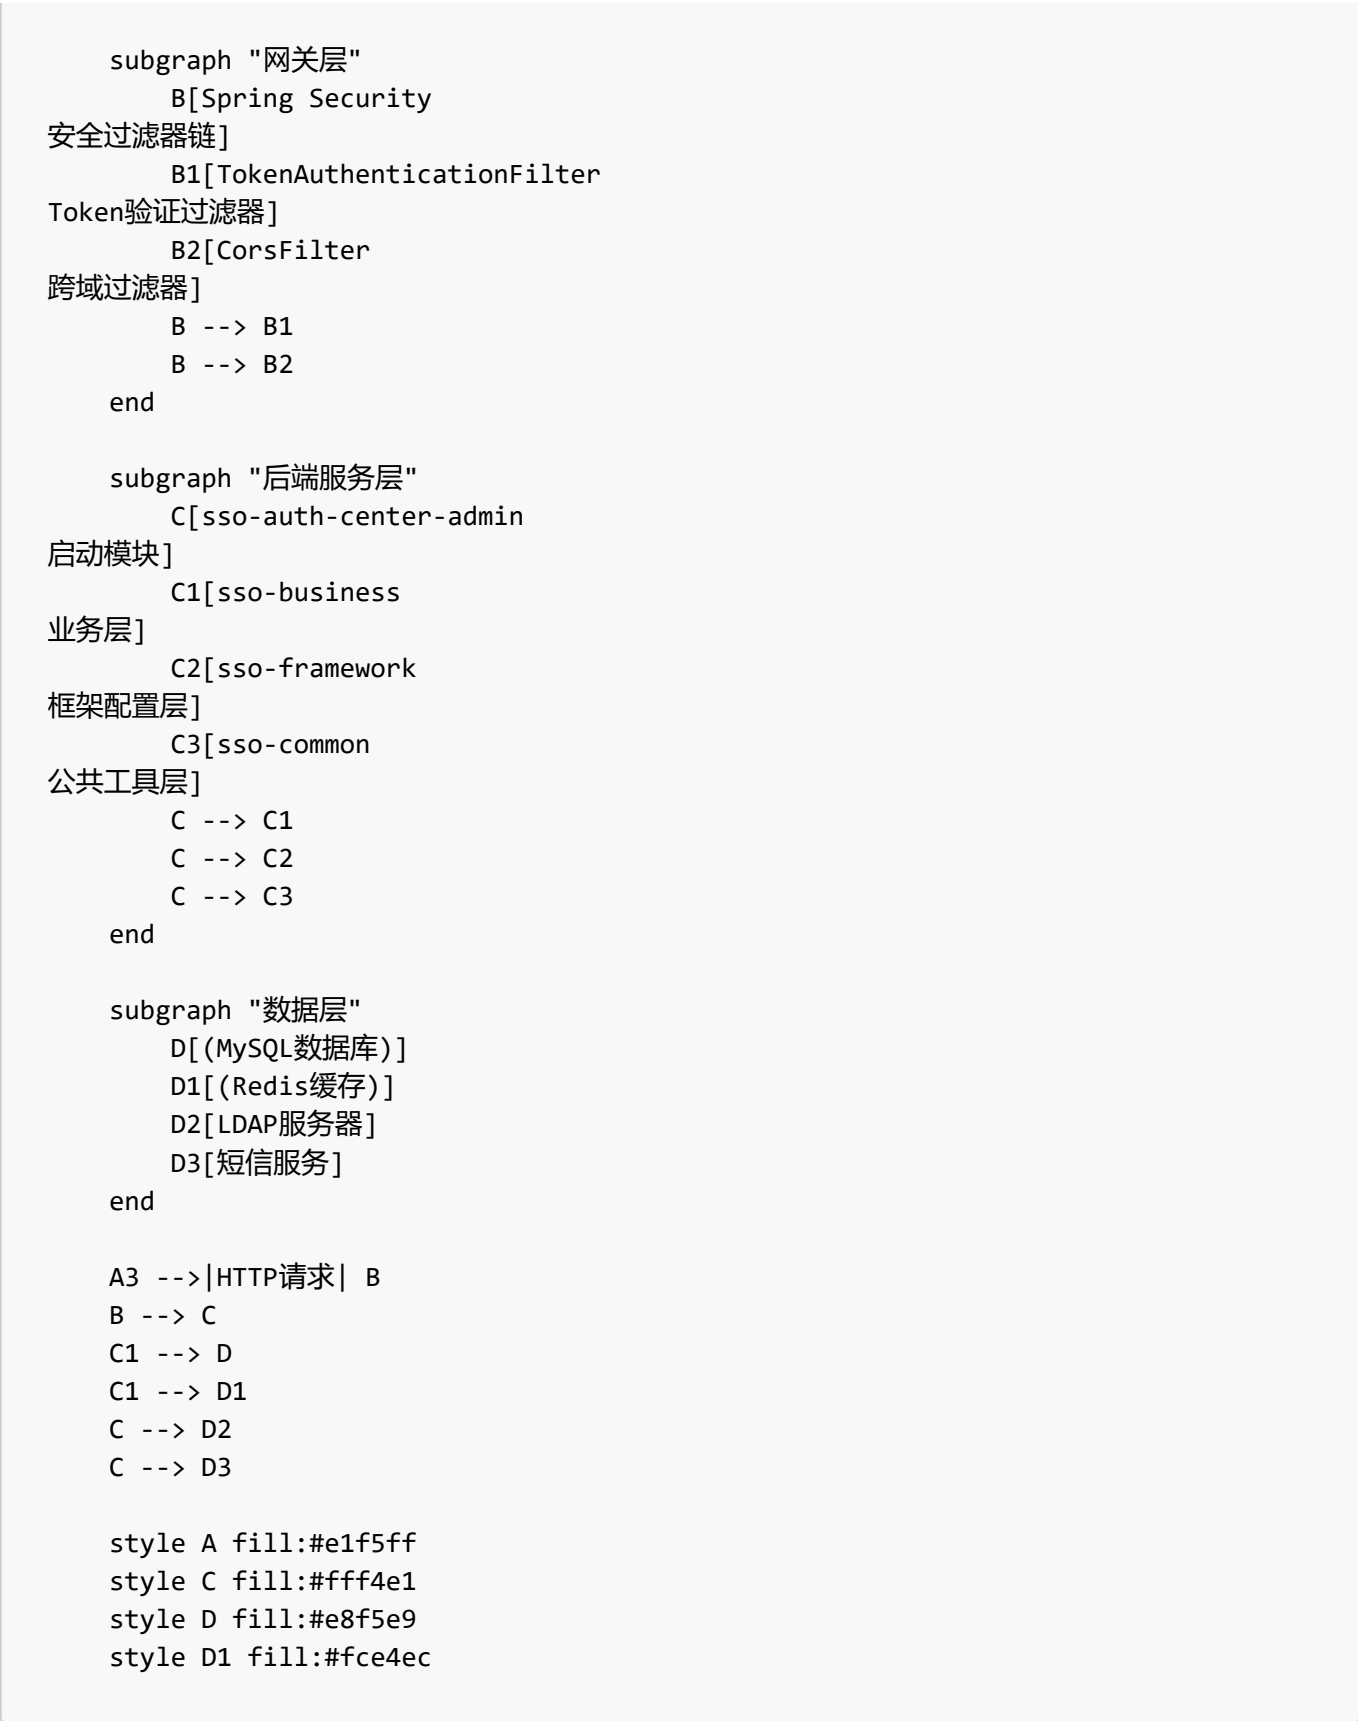 subgraph "网关层"
        B[Spring Security
安全过滤器链]
        B1[TokenAuthenticationFilter
Token验证过滤器]
        B2[CorsFilter
跨域过滤器]
        B --> B1
        B --> B2
    end

    subgraph "后端服务层"
        C[sso-auth-center-admin
启动模块]
        C1[sso-business
业务层]
        C2[sso-framework
框架配置层]
        C3[sso-common
公共工具层]
        C --> C1
        C --> C2
        C --> C3
    end

    subgraph "数据层"
        D[(MySQL数据库)]
        D1[(Redis缓存)]
        D2[LDAP服务器]
        D3[短信服务]
    end

    A3 -->|HTTP请求| B
    B --> C
    C1 --> D
    C1 --> D1
    C --> D2
    C --> D3

    style A fill:#e1f5ff
    style C fill:#fff4e1
    style D fill:#e8f5e9
    style D1 fill:#fce4ec